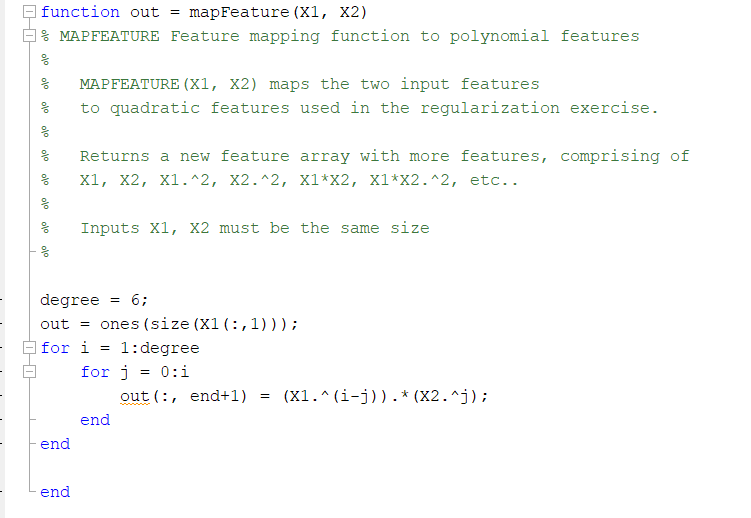 function out = mapFeature(X1, X2)
% MAPFEATURE Feature mapping function to polynomial features
%
%   MAPFEATURE(X1, X2) maps the two input features
%   to quadratic features used in the regularization exercise.
%
%   Returns a new feature array with more features, comprising of
%   X1, X2, X1.^2, X2.^2, X1*X2, X1*X2.^2, etc..
%
%   Inputs X1, X2 must be the same size
%

degree = 6;
out = ones(size(X1(:,1)));
for i = 1:degree
    for j = 0:i
        out(:, end+1) = (X1.^(i-j)).*(X2.^j);
    end
end

end